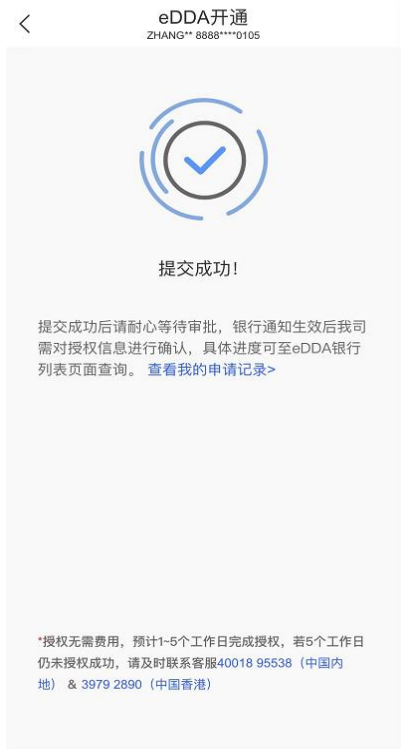 eDDA开通
ZHANG** 8888****0105
提交成功！
提交成功后请耐心等待审批，银行通知生效后我司
需对授权信息进行确认，具体进度可至eDDA银行
列表页面查询。 查看我的申请记录>
*授权无需费用，预计1~5个工作日完成授权，若5个工作日
仍未授权成功，请及时联系客服40018 95538（中国内
地） & 3979 2890（中国香港）